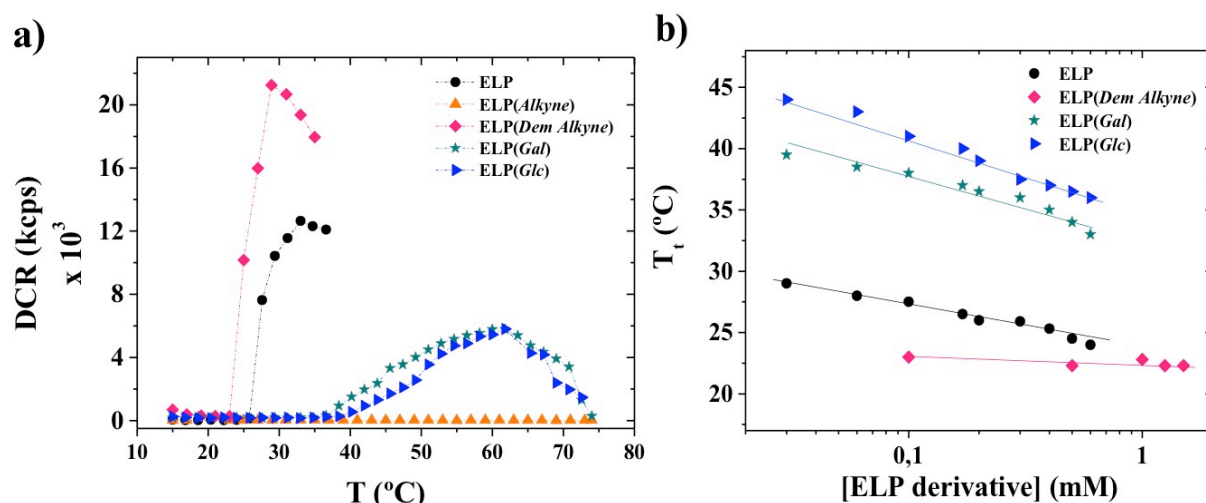 a)
DCR (kcps)
x 10³
20
16
12
8
4
0
10 20 30 40 50 60 70 80
T (ºC)
ELP
ELP(Alkyne)
ELP(Dem Alkyne)
ELP(Gal)
ELP(Glc)
b)
Tₜ (ºC)
45
40
35
30
25
20
0,1 1
[ELP derivative] (mM)
ELP
ELP(Dem Alkyne)
ELP(Gal)
ELP(Glc)